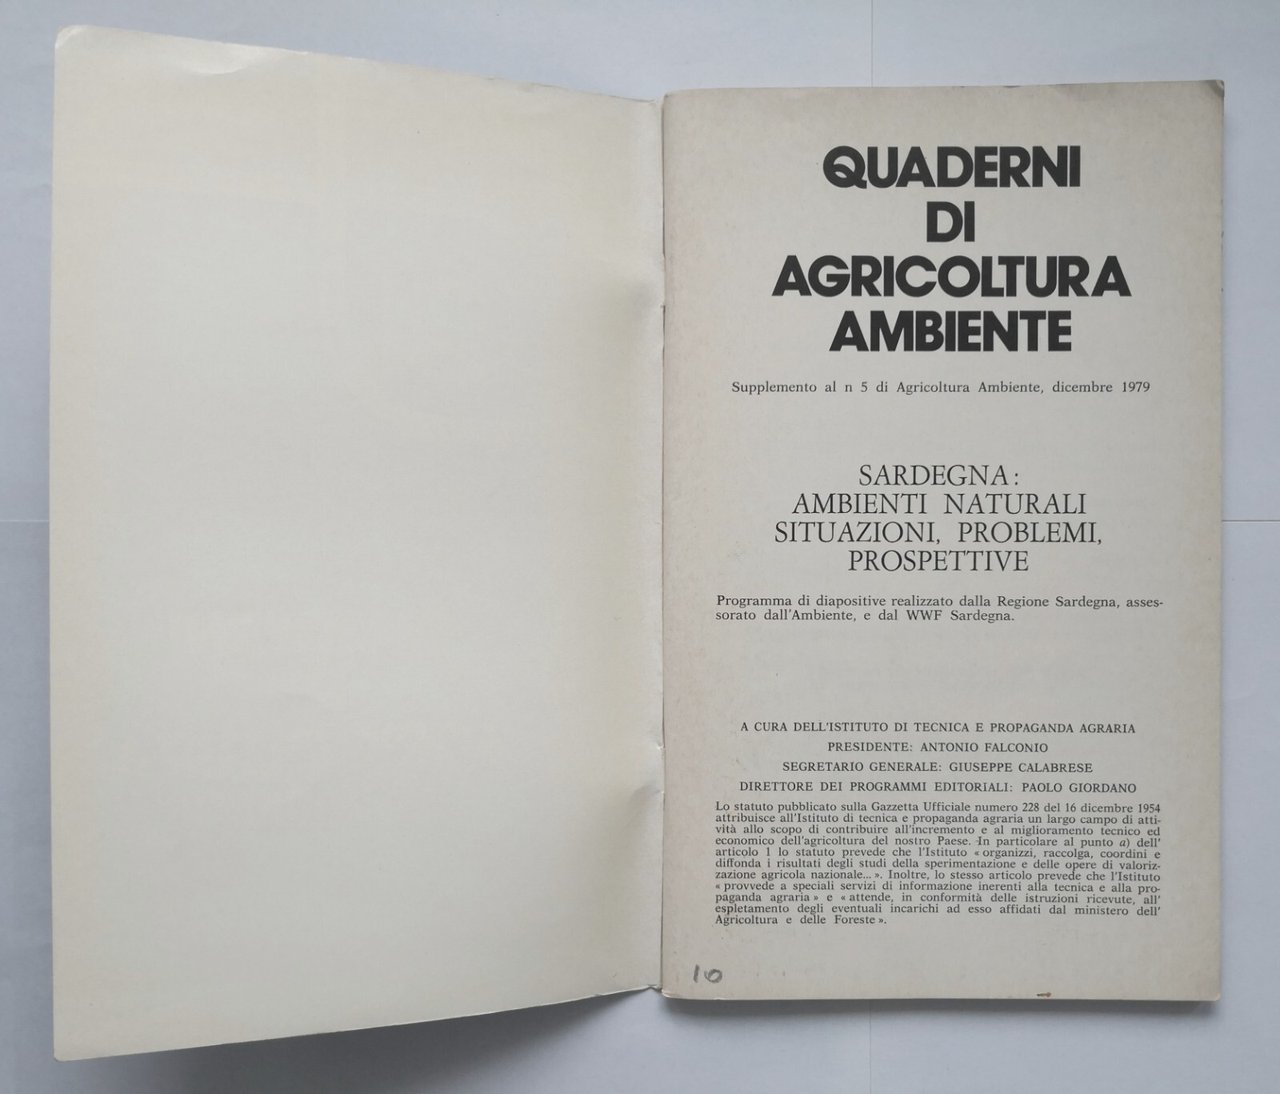 QUADERNI
DI
AGRICOLTURA
AMBIENTE
Supplemento al n 5 di Agricoltura Ambiente, dicembre 1979
SARDEGNA:
AMBIENTI NATURALI
SITUAZIONI, PROBLEMI,
PROSPETTIVE
Programma di diapositive realizzato dalla Regione Sardegna, asses-
sorato dall'Ambiente, e dal WWF Sardegna.
A CURA DELL'ISTITUTO DI TECNICA E PROPAGANDA AGRARIA
PRESIDENTE: ANTONIO FALCONIO
SEGRETARIO GENERALE: GIUSEPPE CALABRESE
DIRETTORE DEI PROGRAMMI EDITORIALI: PAOLO GIORDANO
Lo statuto pubblicato sulla Gazzetta Ufficiale numero 228 del 16 dicembre 1954
attribuisce all'Istituto di tecnica e propaganda agraria un largo campo di atti-
vità allo scopo di contribuire all'incremento e al miglioramento tecnico ed
economico dell'agricoltura del nostro Paese. In particolare al punto a) dell'
articolo 1 lo statuto prevede che l'Istituto « organizzi, raccolga, coordini e
diffonda i risultati degli studi della sperimentazione e delle opere di valoriz-
zazione agricola nazionale... ». Inoltre, lo stesso articolo prevede che l'Istituto
« provvede a speciali servizi di informazione inerenti alla tecnica e alla pro-
paganda agraria » e « attende, in conformità delle istruzioni ricevute, all'
espletamento degli eventuali incarichi ad esso affidati dal ministero dell'
Agricoltura e delle Foreste ».
10